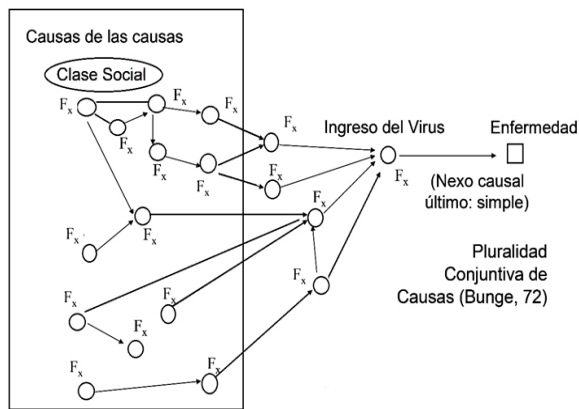 Causas de las causas
Clase Social
Fx
Fx
Fx
Fx
Fx
Ingreso del Virus
Enfermedad
Fx
Fx
Fx
Fx
(Nexo causal
último: simple)
Fx
Fx
Fx
Pluralidad
Conjuntiva de
Causas (Bunge, 72)
Fx
Fx
Fx
Fx
Fx
Fx